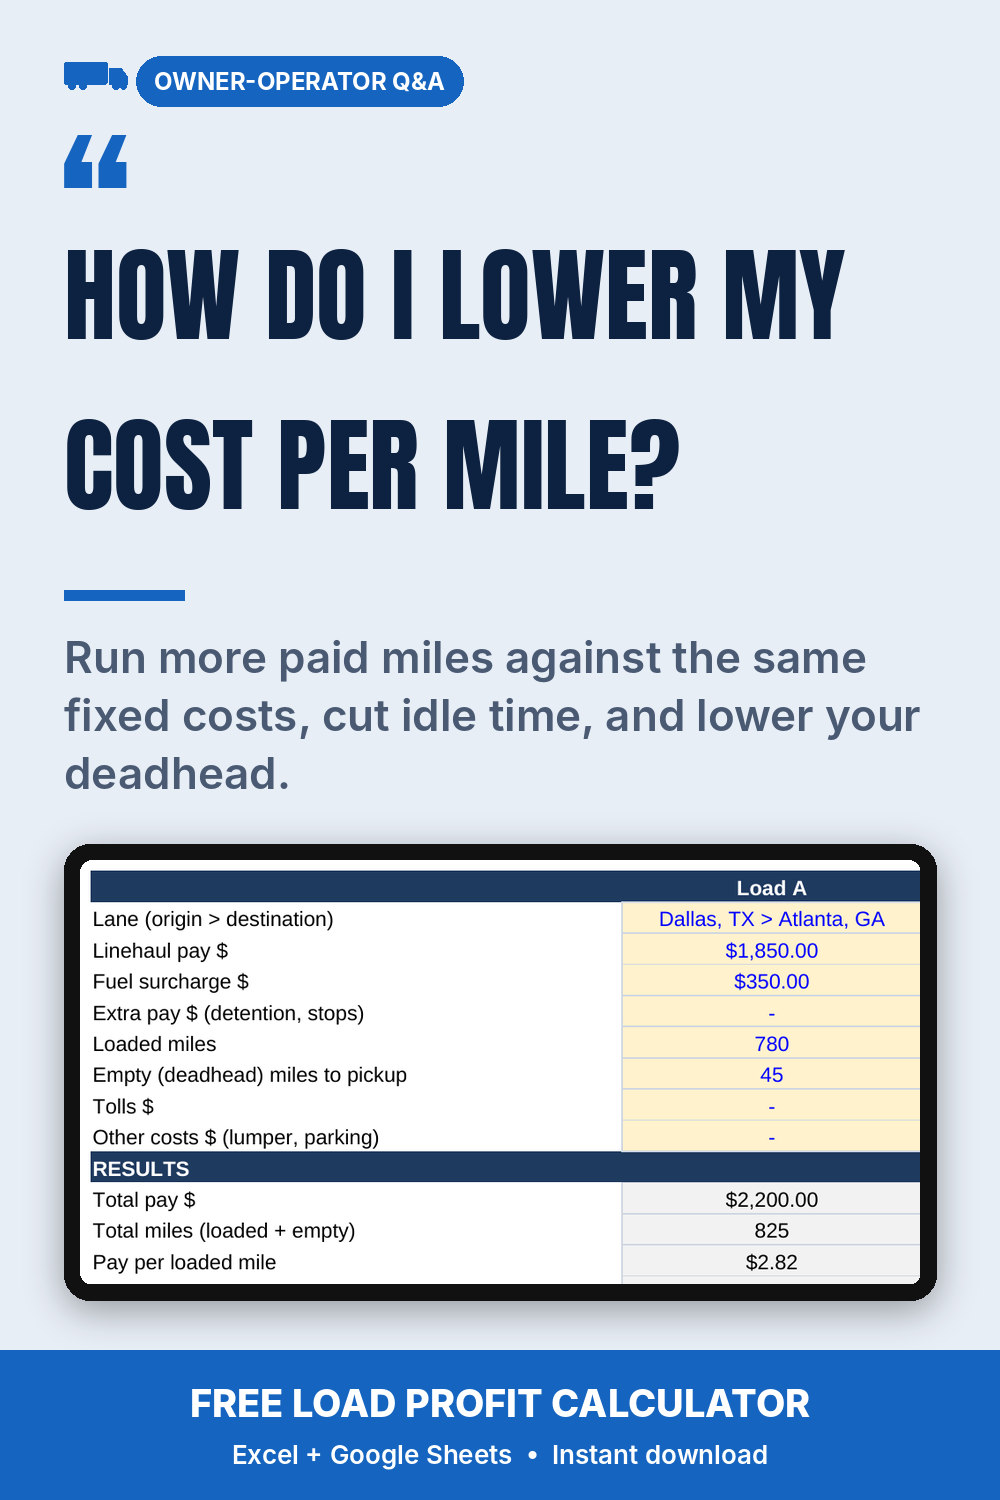 OWNER-OPERATOR Q&A
“
HOW DO I LOWER MY
COST PER MILE?
Run more paid miles against the same
fixed costs, cut idle time, and lower your
deadhead.
Load A
Lane (origin > destination) Dallas, TX > Atlanta, GA
Linehaul pay $ $1,850.00
Fuel surcharge $ $350.00
Extra pay $ (detention, stops) -
Loaded miles 780
Empty (deadhead) miles to pickup 45
Tolls $ -
Other costs $ (lumper, parking) -
RESULTS
Total pay $ $2,200.00
Total miles (loaded + empty) 825
Pay per loaded mile $2.82
FREE LOAD PROFIT CALCULATOR
Excel + Google Sheets • Instant download